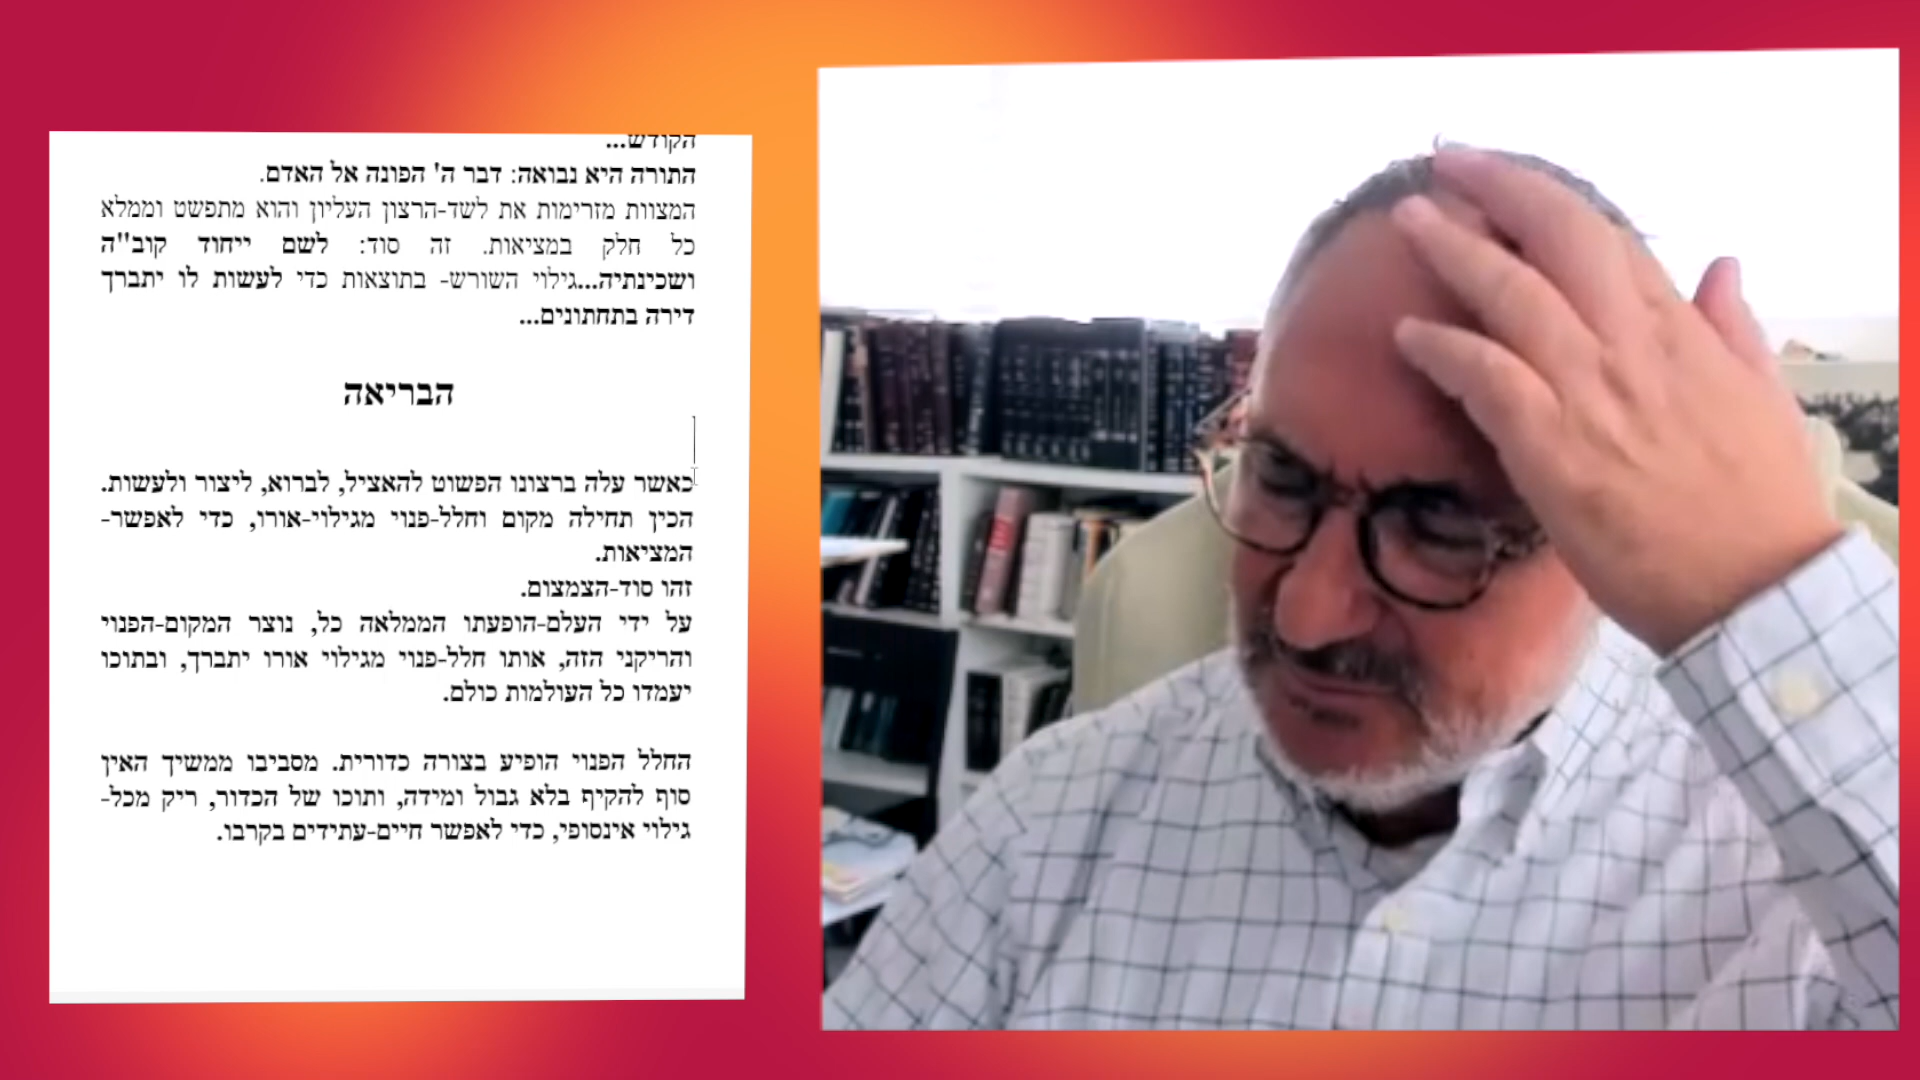 הקודש...
התורה היא נבואה: דבר ה' הפונה אל האדם.
המצוות מזרימות את לשד-הרצון העליון והוא מתפשט וממלא
כל חלק במציאות. זה סוד: לשם ייחוד קוב"ה
ושכינתיה...גילוי השורש- בתוצאות כדי לעשות לו יתברך
דירה בתחתונים...
הבריאה
כאשר עלה ברצונו הפשוט להאציל, לברוא, ליצור ולעשות.
הכין תחילה מקום וחלל-פנוי מגילוי-אורו, כדי לאפשר-
המציאות.
זהו סוד-הצמצום.
על ידי העלם-הופעתו הממלאה כל, נוצר המקום-הפנוי
והריקני הזה, אותו חלל-פנוי מגילוי אורו יתברך, ובתוכו
יעמדו כל העולמות כולם.
החלל הפנוי הופיע בצורה כדורית. מסביבו ממשיך האין
סוף להקיף בלא גבול ומידה, ותוכו של הכדור, ריק מכל-
גילוי אינסופי, כדי לאפשר חיים-עתידים בקרבו.